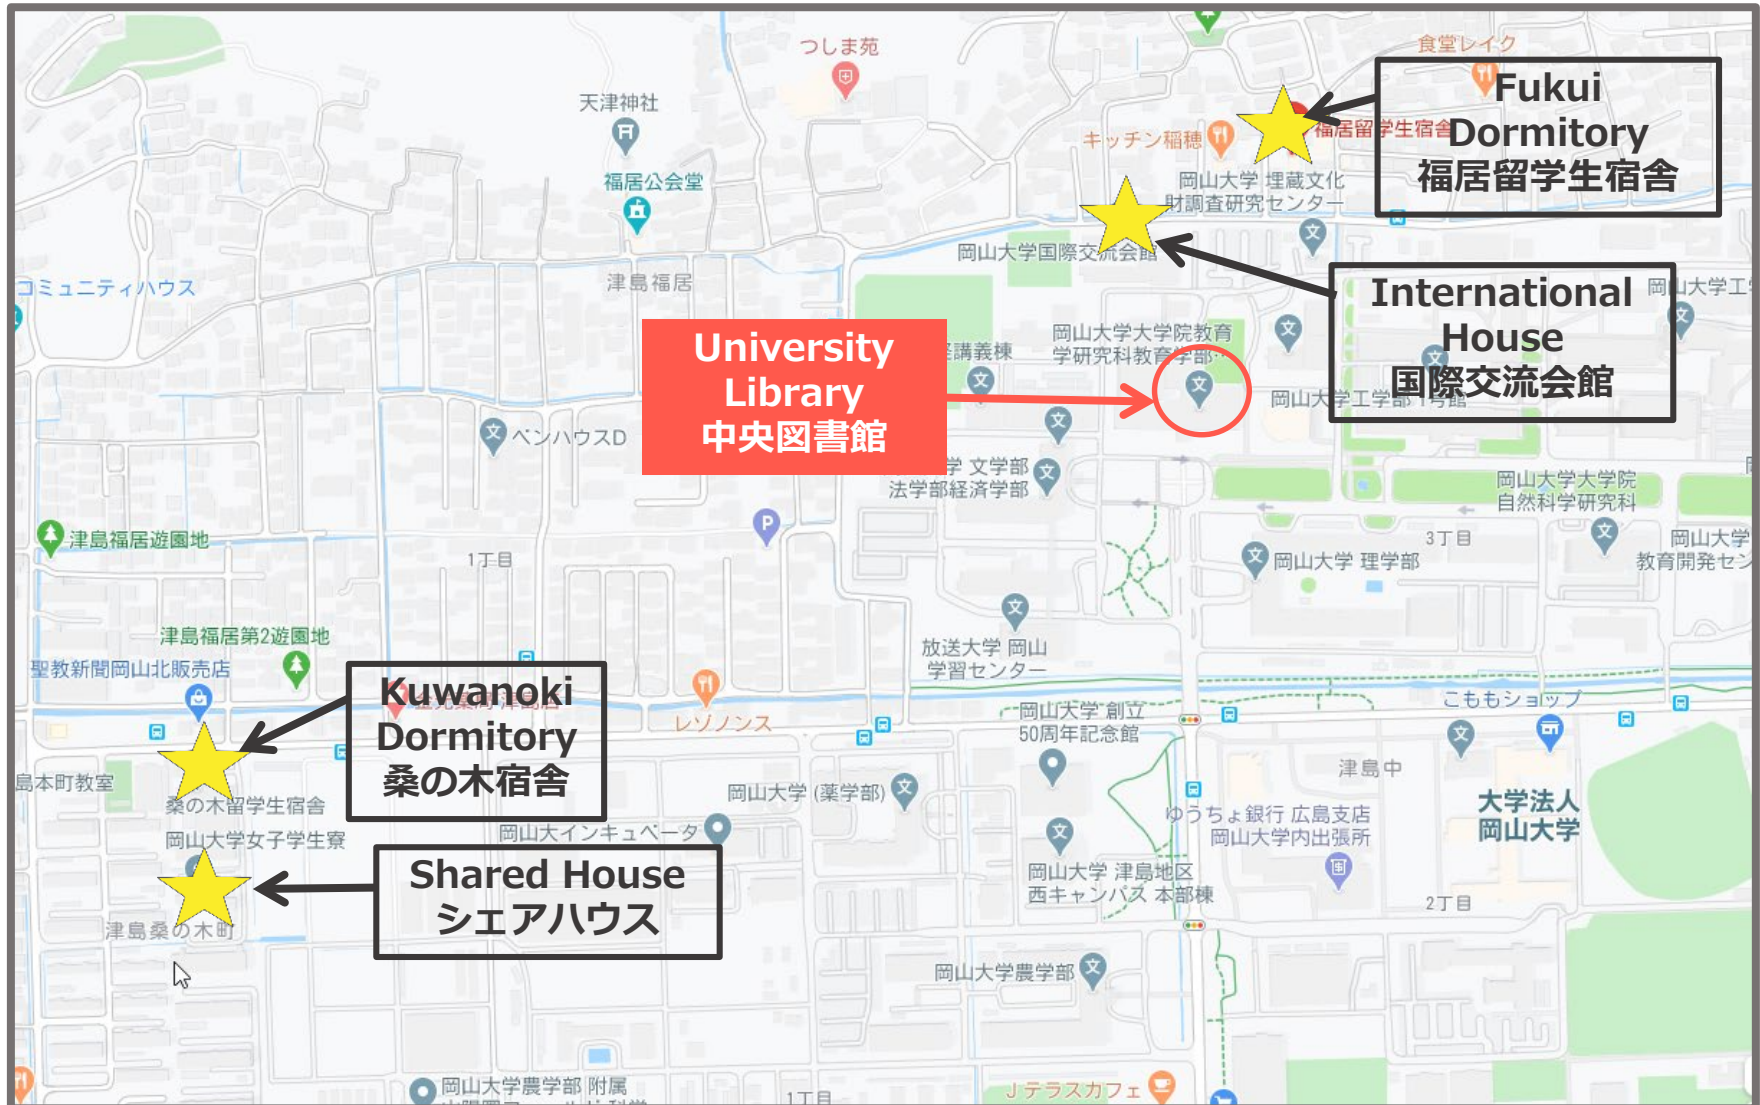 つしま苑
食堂レイク
天津神社
キッチン稲穂
福居留学生宿舎
Fukui
Dormitory
福居留学生宿舎
福居公会堂
岡山大学 埋蔵文化
財調査研究センター
岡山大学国際交流会館
コミュニティハウス
津島福居
International
House
国際交流会館
岡山大学工
University
Library
中央図書館
講義棟
岡山大学大学院教育
学研究科教育学部…
岡山大学工学部 1号館
ベンハウスD
学 文学部
法学部経済学部
岡山大学大学院
自然科学研究科
津島福居遊園地
P
1丁目
3丁目
岡山大学 理学部
岡山大学
教育開発セン
津島福居第2遊園地
放送大学 岡山
学習センター
聖教新聞岡山北販売店
Kuwanoki
Dormitory
桑の木宿舎
レゾノンス
岡山大学 創立
50周年記念館
こももショップ
島本町教室
桑の木留学生宿舎
岡山大学 (薬学部)
津島中
大学法人
岡山大学
ゆうちょ銀行 広島支店
岡山大学内出張所
岡山大学女子学生寮
岡山大インキュベータ
Shared House
シェアハウス
岡山大学 津島地区
西キャンパス 本部棟
2丁目
津島桑の木町
岡山大学農学部
岡山大学農学部 附属
1丁目
Jテラスカフェ